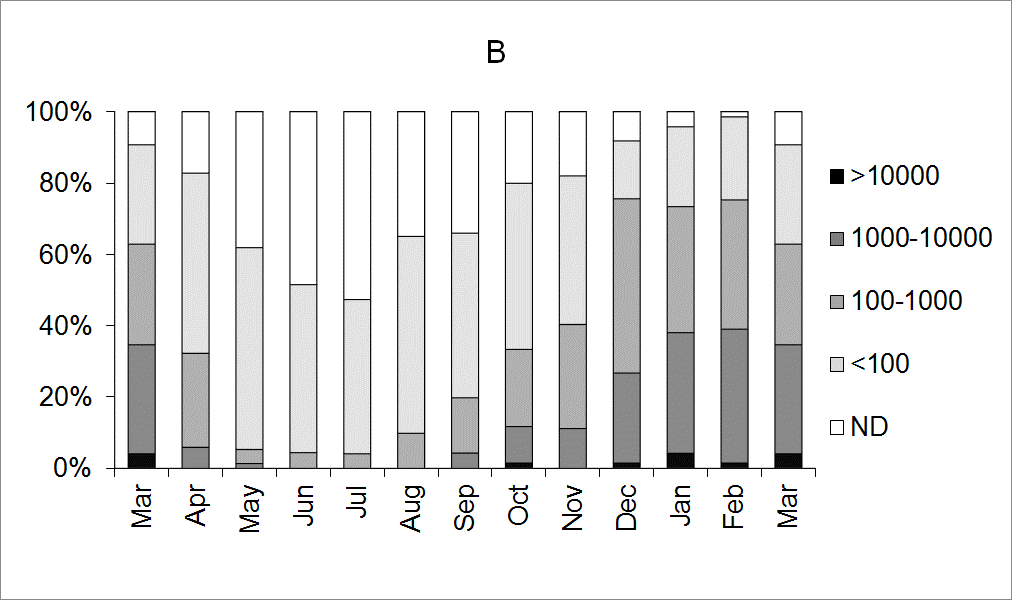 B
100%
80%
60%
40%
20%
0%
Mar
Apr
May
Jun
Jul
Aug
Sep
Oct
Nov
Dec
Jan
Feb
Mar
>10000
1000-10000
100-1000
<100
ND